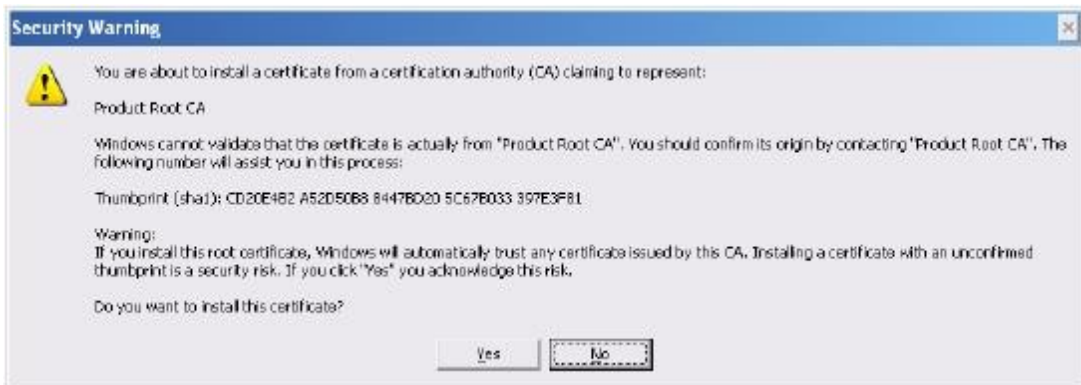 Security Warning
You are about to install a certificate from a certification authority (CA) claiming to represent:
Product Root CA
Windows cannot validate that the certificate is actually from "Product Root CA". You should confirm its origin by contacting "Product Root CA". The
following number will assist you in this process:
Thumbprint (sha1): CD20E4B2 A52D50B8 8447BD20 5C67B033 397E3F81
Warning:
If you install this root certificate, Windows will automatically trust any certificate issued by this CA. Installing a certificate with an unconfirmed
thumbprint is a security risk. If you click "Yes" you acknowledge this risk.
Do you want to install this certificate?
Yes No